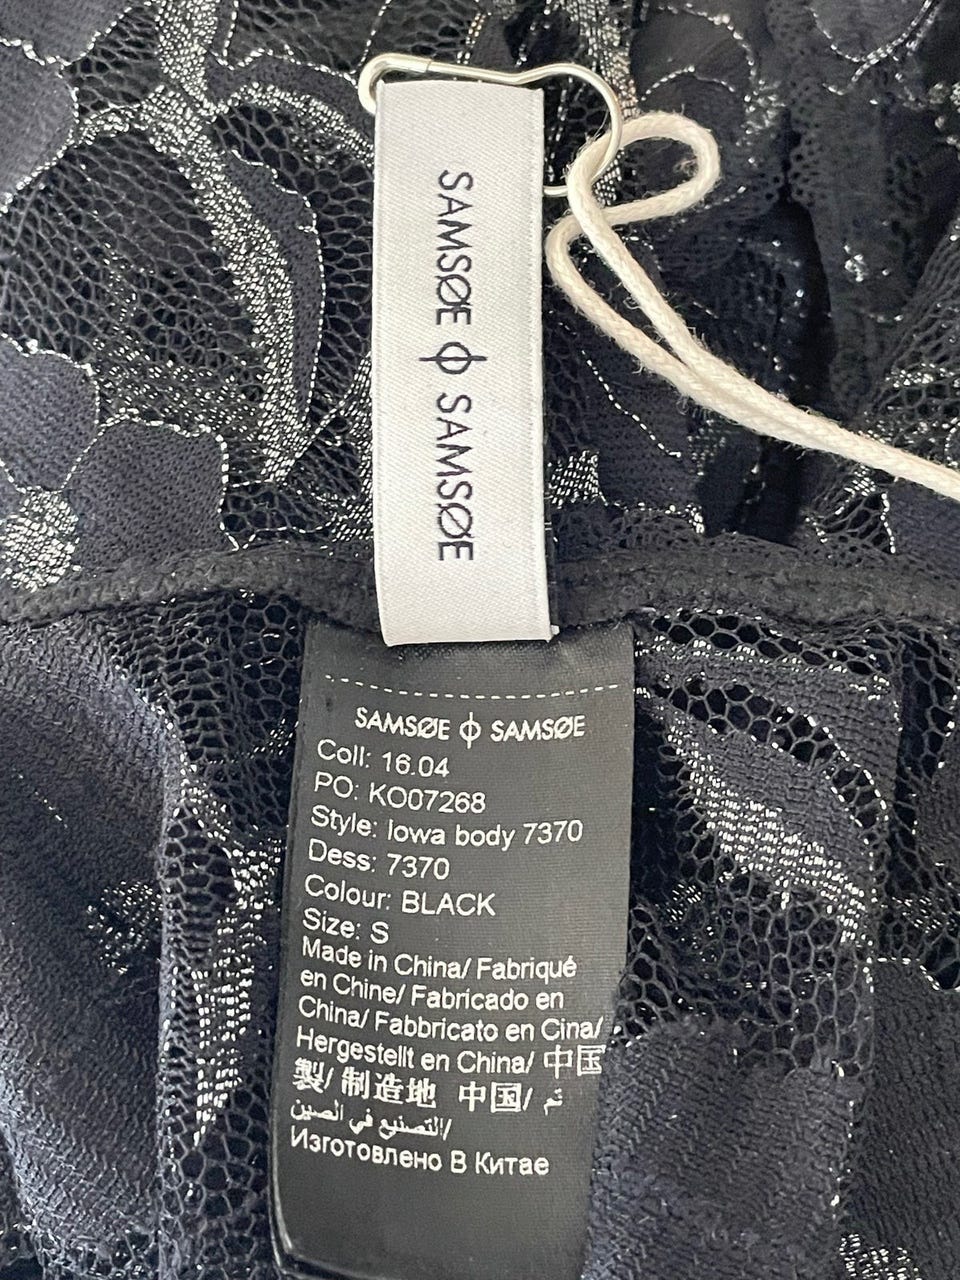 SAMSØE ϕ SAMSØE
SAMSØE ϕ SAMSØE
Coll: 16.04
PO: KO07268
Style: Iowa body 7370
Dess: 7370
Colour: BLACK
Size: S
Made in China/ Fabriqué
en Chine/ Fabricado en
China/ Fabbricato en Cina/
Hergestellt en China/ 中国
製/ 制造地 中国/ تم
التصنيع في الصين/
Изготовлено В Китае